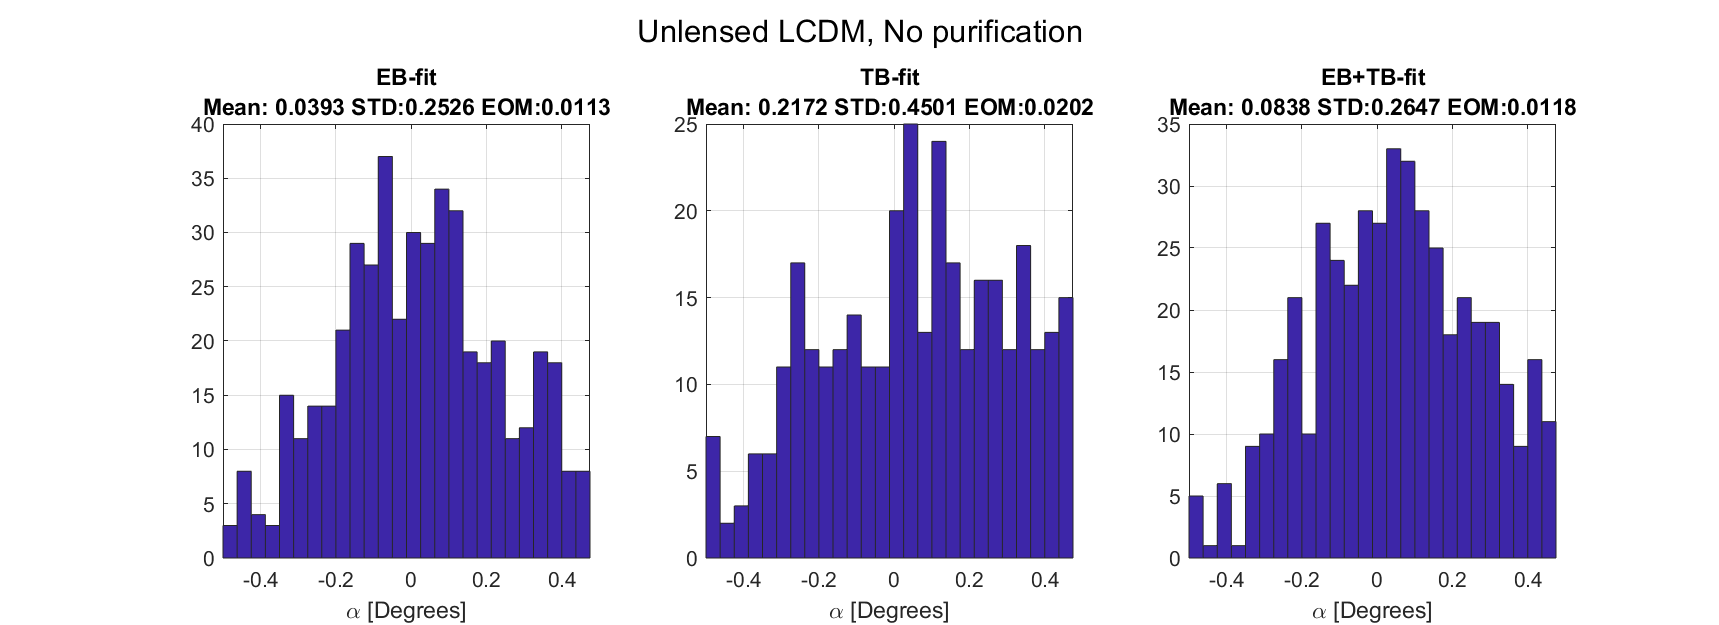 Unlensed LCDM, No purification
EB-fit
Mean: 0.0393 STD:0.2526 EOM:0.0113
40
35
30
25
20
15
10
5
0
-0.4 -0.2 0 0.2 0.4
α [Degrees]
TB-fit
Mean: 0.2172 STD:0.4501 EOM:0.0202
25
20
15
10
5
0
-0.4 -0.2 0 0.2 0.4
α [Degrees]
EB+TB-fit
Mean: 0.0838 STD:0.2647 EOM:0.0118
35
30
25
20
15
10
5
0
-0.4 -0.2 0 0.2 0.4
α [Degrees]